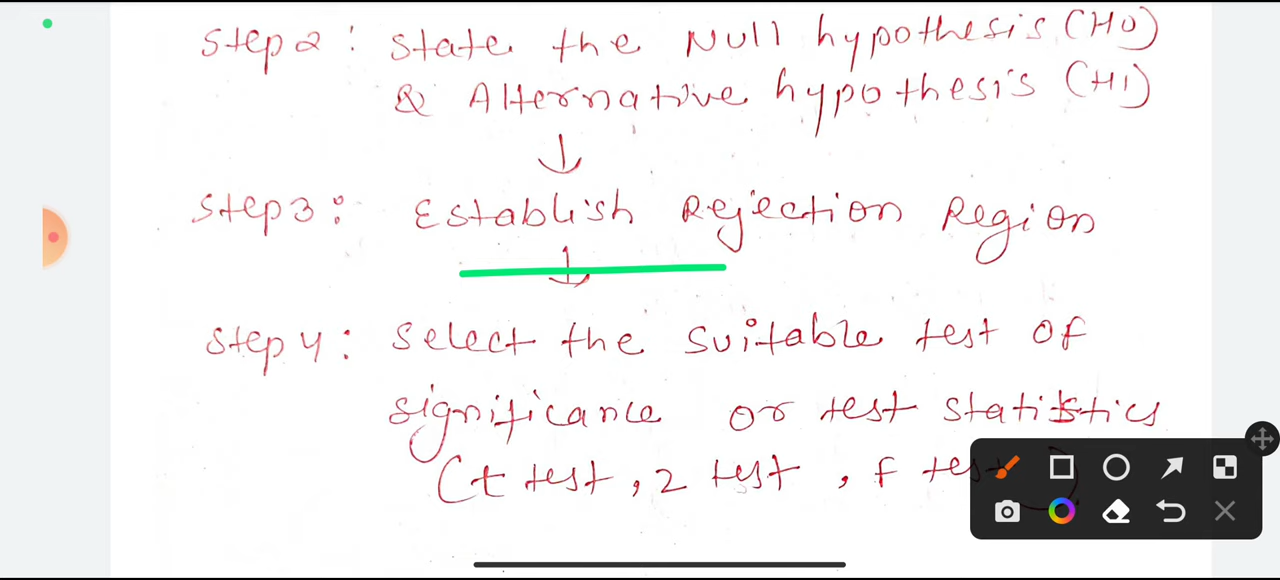 Step 2 : State the Null hypothesis (H0)
& Alternative hypothesis (H1)
↓
Step 3 : Establish Rejection Region
↓
Step 4 : Select the suitable test of
significance or test statistics
(t test, z test, f test